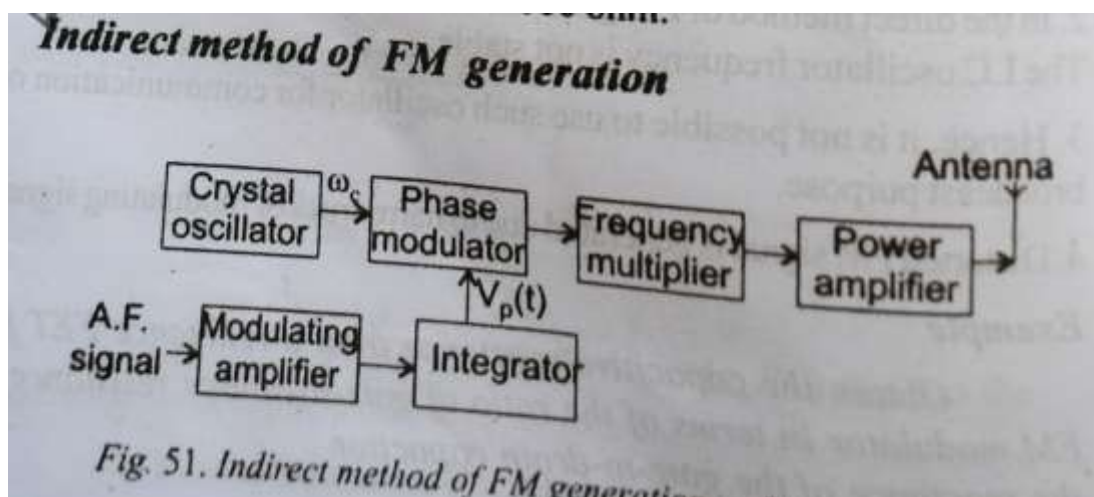 Indirect method of FM generation
Antenna
Crystal
oscillator
ω_c
Phase
modulator
Frequency
multiplier
Power
amplifier
V_p(t)
A.F.
signal
Modulating
amplifier
Integrator
Fig. 51. Indirect method of FM generation